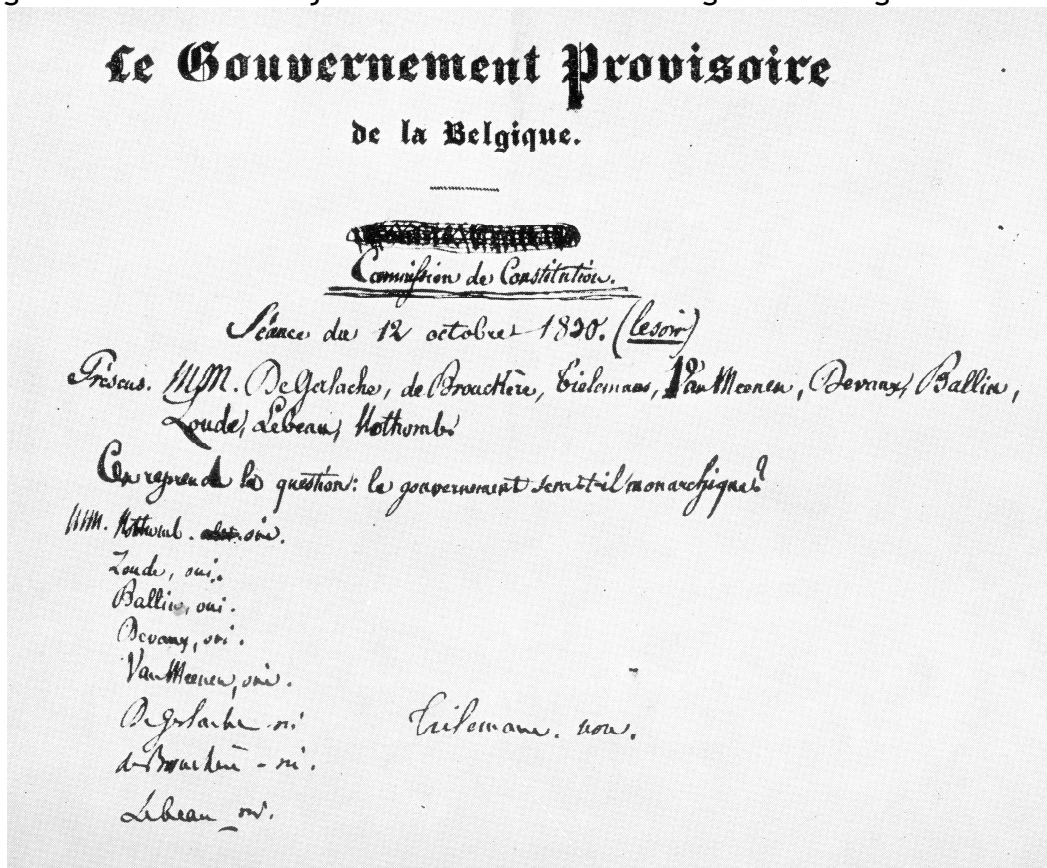 Le Gouvernement Provisoire
de la Belgique.
Commission de Constitution.
Séance du 12 octobre 1830. (le soir)
Présens. MM. De Gerlache, de Brouckère, Tielemans, Van Meenen, Devaux, Ballin,
Zoude, Lebeau, Nothomb.
On reprend la question: le gouvernement sera-t-il monarchique?
MM. Nothomb. oui.
Zoude, oui.
Ballin, oui.
Devaux, oui.
Van Meenen, oui.
De Gerlache oui Tielemans. non.
de Brouckère - oui.
Lebeau _ oui.